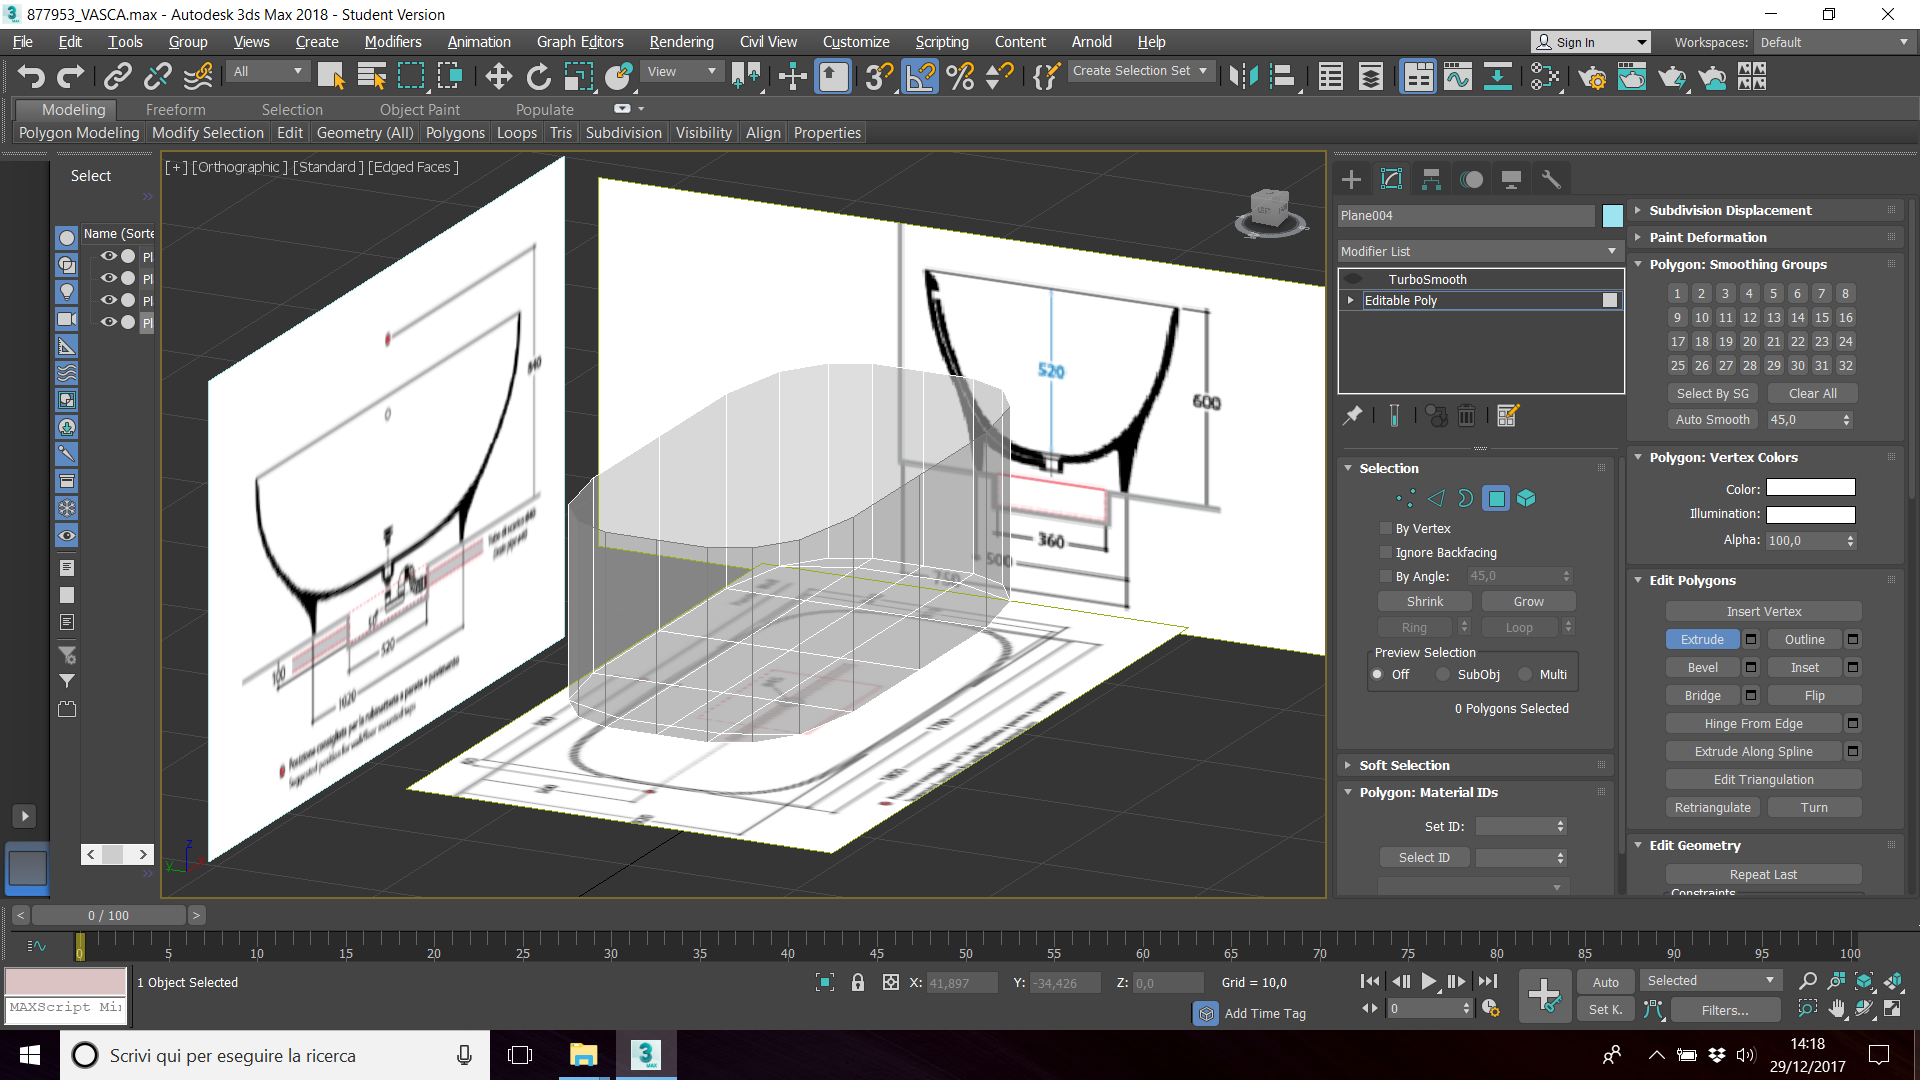 877953_VASCA.max - Autodesk 3ds Max 2018 - Student Version
File Edit Tools Group Views Create Modifiers Animation Graph Editors Rendering Civil View Customize Scripting Content Arnold Help
Sign In
Workspaces: Default
All
View
Create Selection Set
Modeling Freeform Selection Object Paint Populate
Polygon Modeling Modify Selection Edit Geometry (All) Polygons Loops Tris Subdivision Visibility Align Properties
Select
Name (Sorte
Pl
Pl
Pl
Pl
[+] [Orthographic ] [Standard ] [Edged Faces ]
LEFT
840
0
50
520
1020
100
520
600
360
500
750
Plane004
Modifier List
TurboSmooth
Editable Poly
Selection
By Vertex
Ignore Backfacing
By Angle: 45,0
Shrink Grow
Ring Loop
Preview Selection
Off SubObj Multi
0 Polygons Selected
Soft Selection
Polygon: Material IDs
Set ID:
Select ID
Subdivision Displacement
Paint Deformation
Polygon: Smoothing Groups
1 2 3 4 5 6 7 8
9 10 11 12 13 14 15 16
17 18 19 20 21 22 23 24
25 26 27 28 29 30 31 32
Select By SG Clear All
Auto Smooth 45,0
Polygon: Vertex Colors
Color:
Illumination:
Alpha: 100,0
Edit Polygons
Insert Vertex
Extrude Outline
Bevel Inset
Bridge Flip
Hinge From Edge
Extrude Along Spline
Edit Triangulation
Retriangulate Turn
Edit Geometry
Repeat Last
Constraints
z
x
y
< 0 / 100 >
0 5 10 15 20 25 30 35 40 45 50 55 60 65 70 75 80 85 90 95 100
1 Object Selected
X: 41,897 Y: -34,426 Z: 0,0 Grid = 10,0
Auto Selected
MAXScript Mi
Add Time Tag
0
Set K. Filters...
Scrivi qui per eseguire la ricerca
3
MAX
14:18
29/12/2017